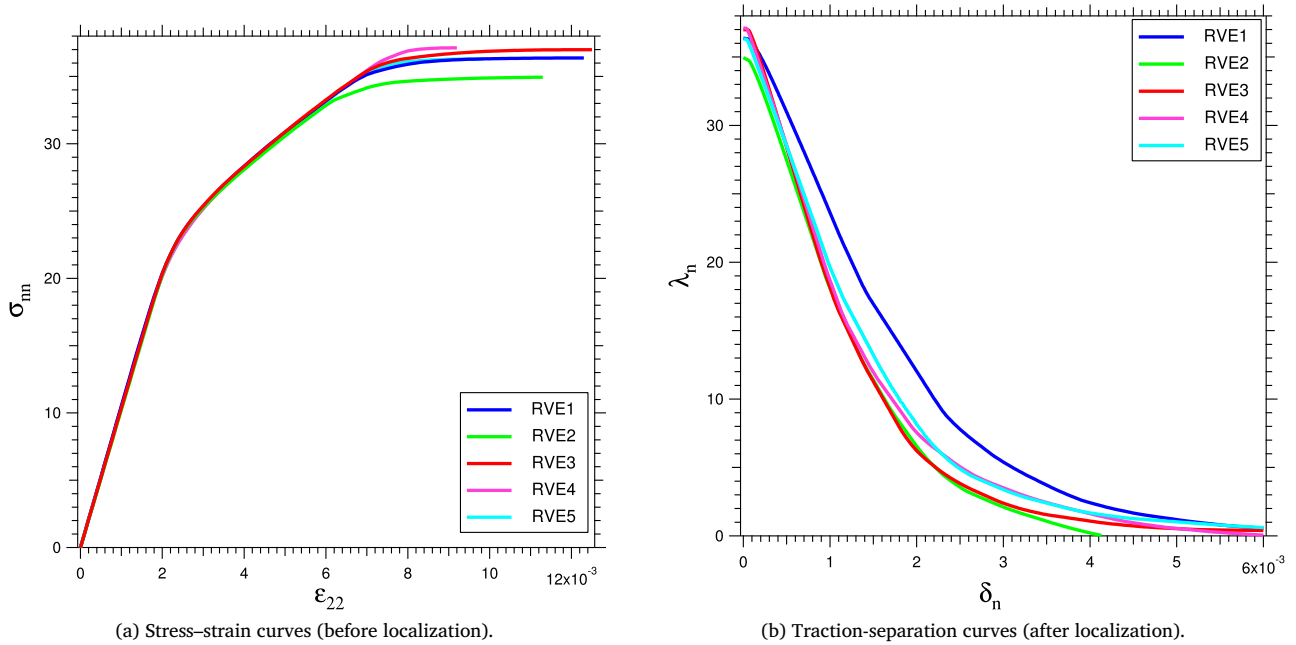 σnn
30
20
10
0
0
2
4
6
8
10
12x10-3
ε22
RVE1
RVE2
RVE3
RVE4
RVE5
(a) Stress–strain curves (before localization).
λn
30
20
10
0
0
1
2
3
4
5
6x10-3
δn
RVE1
RVE2
RVE3
RVE4
RVE5
(b) Traction-separation curves (after localization).